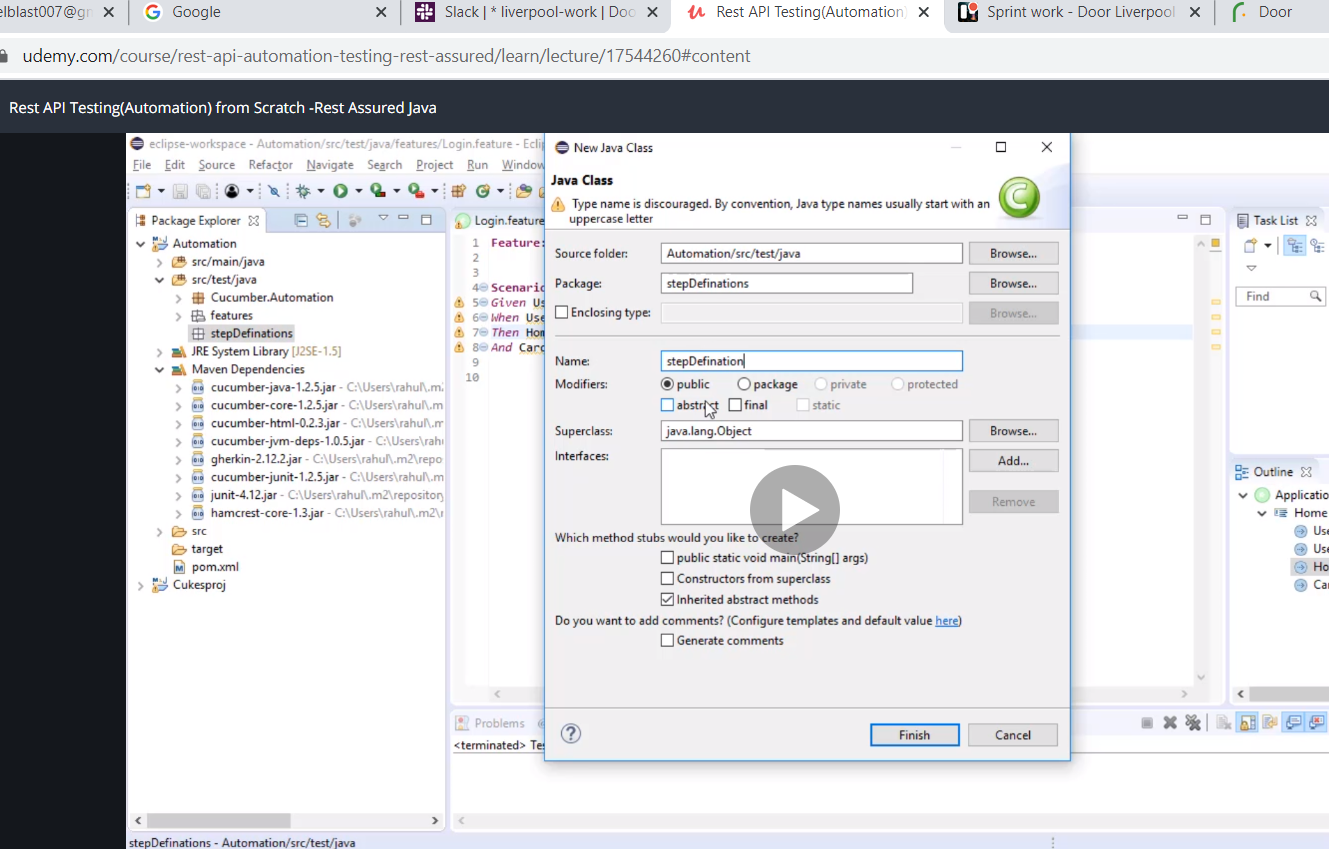 elblast007@gm
Google
Slack | * liverpool-work | Doo
Rest API Testing(Automation)
Sprint work - Door Liverpool
Door
udemy.com/course/rest-api-automation-testing-rest-assured/learn/lecture/17544260#content
Rest API Testing(Automation) from Scratch -Rest Assured Java
eclipse-workspace - Automation/src/test/java/features/Login.feature - Ecli
File Edit Source Refactor Navigate Search Project Run Window
Package Explorer
Automation
src/main/java
src/test/java
Cucumber.Automation
features
stepDefinations
JRE System Library [J2SE-1.5]
Maven Dependencies
cucumber-java-1.2.5.jar - C:\Users\rahul\.m
cucumber-core-1.2.5.jar - C:\Users\rahul\.m
cucumber-html-0.2.3.jar - C:\Users\rahul\.m
cucumber-jvm-deps-1.0.5.jar - C:\Users\rahu
gherkin-2.12.2.jar - C:\Users\rahul\.m2\repo
cucumber-junit-1.2.5.jar - C:\Users\rahul\.m
junit-4.12.jar - C:\Users\rahul\.m2\repository
hamcrest-core-1.3.jar - C:\Users\rahul\.m2\r
src
target
pom.xml
Cukesproj
Login.feature
1 Feature:
2
3
4 Scenario
5 Given Us
6 When Use
7 Then Hom
8 And Card
9
10
New Java Class
Java Class
Type name is discouraged. By convention, Java type names usually start with an
uppercase letter
Source folder: Automation/src/test/java Browse...
Package: stepDefinations Browse...
Enclosing type: Browse...
Name: stepDefination
Modifiers: public package private protected
abstract final static
Superclass: java.lang.Object Browse...
Interfaces: Add...
Remove
Which method stubs would you like to create?
public static void main(String[] args)
Constructors from superclass
Inherited abstract methods
Do you want to add comments? (Configure templates and default value here)
Generate comments
? Finish Cancel
Task List
Find
Outline
Applicatio
Home
Use
Use
Ho
Car
Problems
<terminated> Tes
stepDefinations - Automation/src/test/java